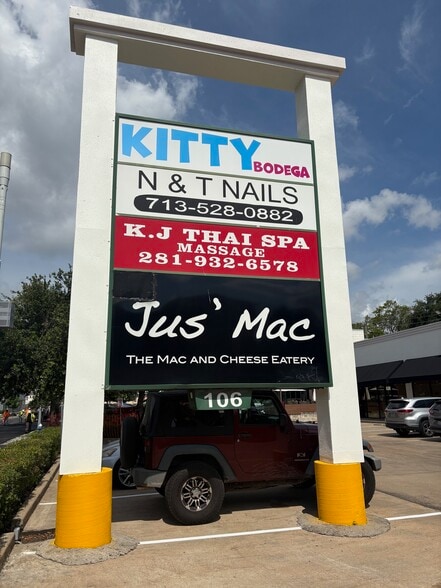 KITTY BODEGA
N & T NAILS
713-528-0882
K.J THAI SPA
MASSAGE
281-932-6578
Jus' Mac
THE MAC AND CHEESE EATERY
106